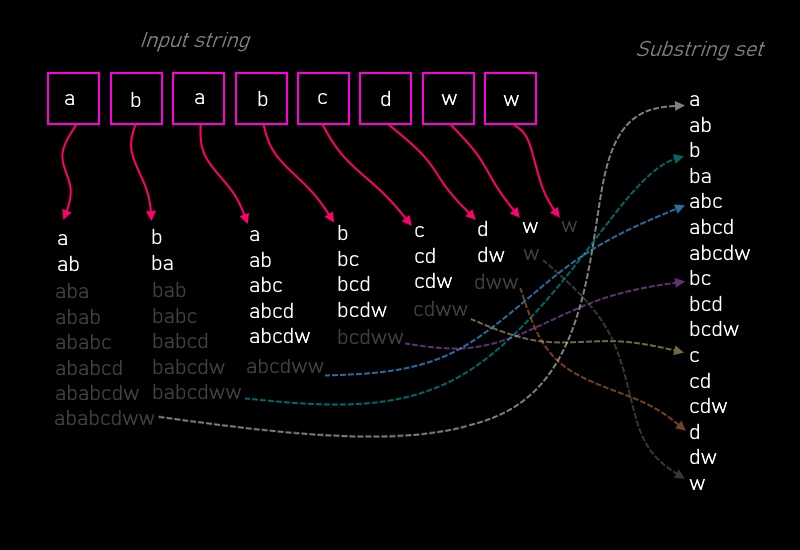 Input string
Substring set
a b a b c d w w
a
ab
aba
abab
ababc
ababcd
ababcdw
ababcdww
b
ba
bab
babc
babcd
babcdw
babcdww
a
ab
abc
abcd
abcdw
abcdww
b
bc
bcd
bcdw
bcdww
c
cd
cdw
cdww
d
dw
dww
w
w
w
a
ab
b
ba
abc
abcd
abcdw
bc
bcd
bcdw
c
cd
cdw
d
dw
w